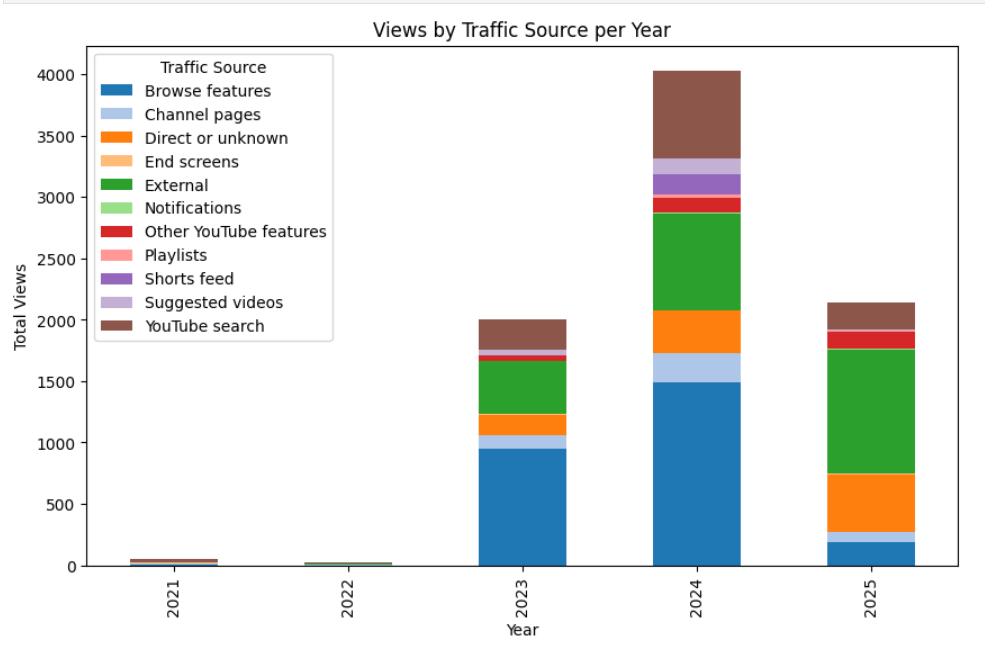 Views by Traffic Source per Year
Traffic Source
Browse features
Channel pages
Direct or unknown
End screens
External
Notifications
Other YouTube features
Playlists
Shorts feed
Suggested videos
YouTube search
Total Views
4000
3500
3000
2500
2000
1500
1000
500
0
2021
2022
2023
2024
2025
Year